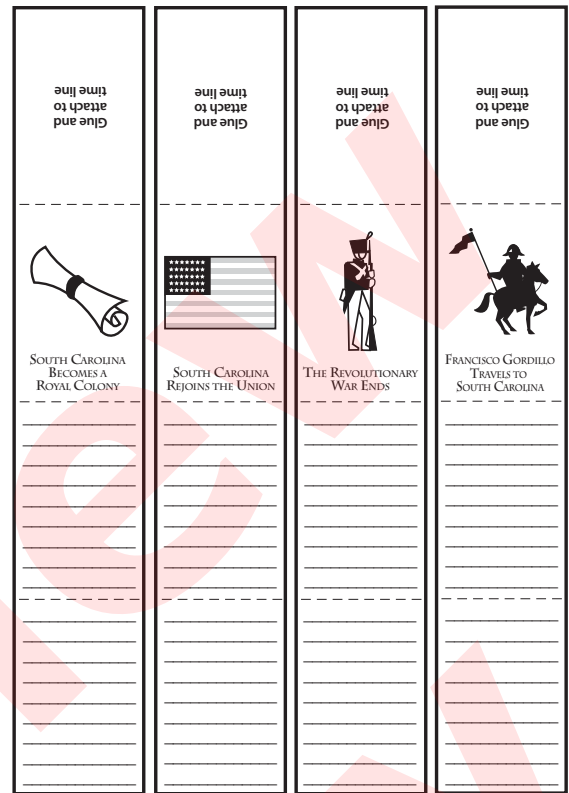 Glue and
attach to
time line
Glue and
attach to
time line
Glue and
attach to
time line
Glue and
attach to
time line
SOUTH CAROLINA
BECOMES A
ROYAL COLONY
SOUTH CAROLINA
REJOINS THE UNION
THE REVOLUTIONARY
WAR ENDS
FRANCISCO GORDILLO
TRAVELS TO
SOUTH CAROLINA